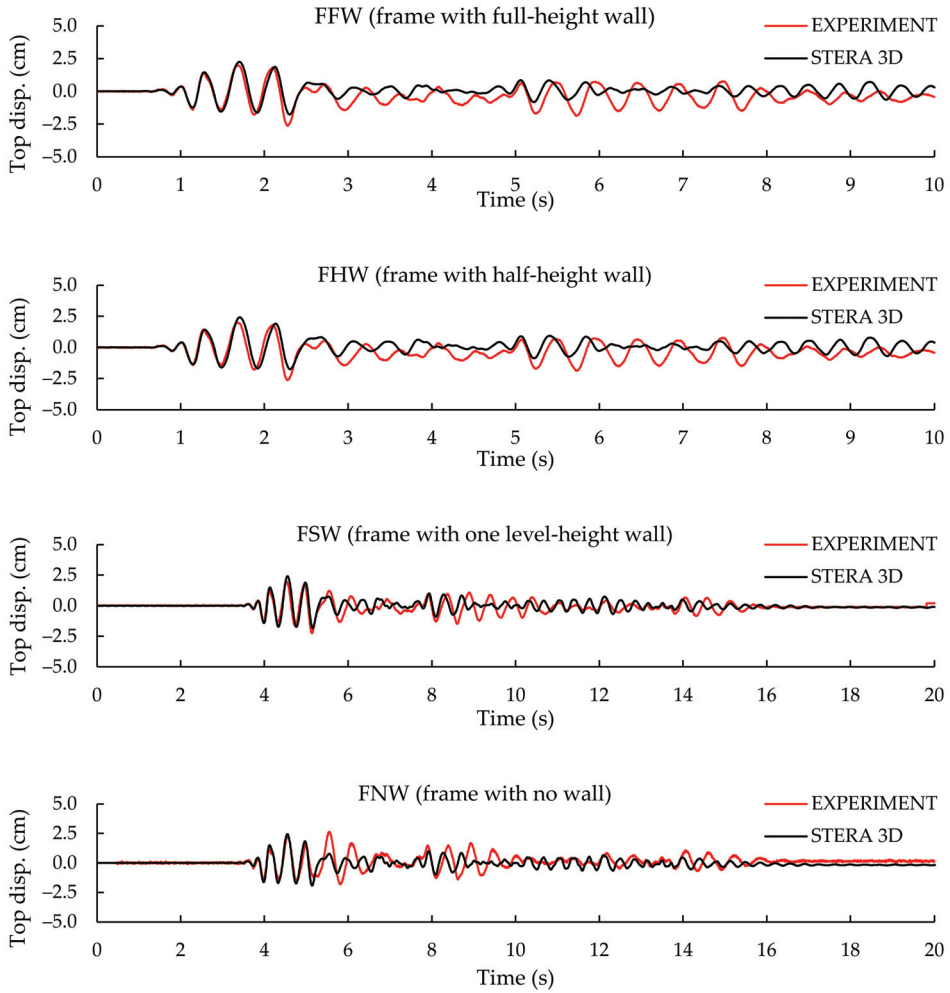 FFW (frame with full-height wall)
EXPERIMENT
STERA 3D
Top disp. (cm)
5.0
2.5
0.0
−2.5
−5.0
0 1 2 3 4 5 6 7 8 9 10
Time (s)
FHW (frame with half-height wall)
EXPERIMENT
STERA 3D
Top disp. (cm)
5.0
2.5
0.0
−2.5
−5.0
0 1 2 3 4 5 6 7 8 9 10
Time (s)
FSW (frame with one level-height wall)
EXPERIMENT
STERA 3D
Top disp. (cm)
5.0
2.5
0.0
−2.5
−5.0
0 2 4 6 8 10 12 14 16 18 20
Time (s)
FNW (frame with no wall)
EXPERIMENT
STERA 3D
Top disp. (cm)
5.0
2.5
0.0
−2.5
−5.0
0 2 4 6 8 10 12 14 16 18 20
Time (s)